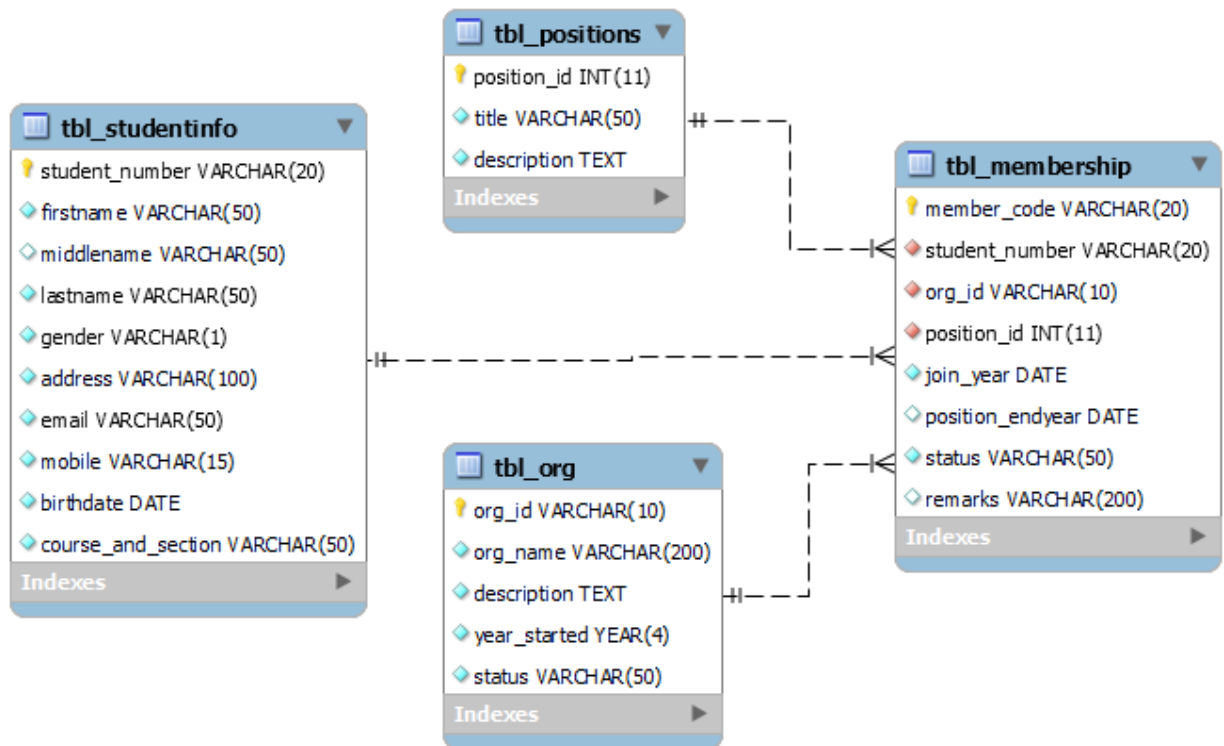 tbl_positions
position_id INT(11)
title VARCHAR(50)
description TEXT
Indexes
tbl_studentinfo
student_number VARCHAR(20)
firstname VARCHAR(50)
middlename VARCHAR(50)
lastname VARCHAR(50)
gender VARCHAR(1)
address VARCHAR(100)
email VARCHAR(50)
mobile VARCHAR(15)
birthdate DATE
course_and_section VARCHAR(50)
Indexes
tbl_membership
member_code VARCHAR(20)
student_number VARCHAR(20)
org_id VARCHAR(10)
position_id INT(11)
join_year DATE
position_endyear DATE
status VARCHAR(50)
remarks VARCHAR(200)
Indexes
tbl_org
org_id VARCHAR(10)
org_name VARCHAR(200)
description TEXT
year_started YEAR(4)
status VARCHAR(50)
Indexes